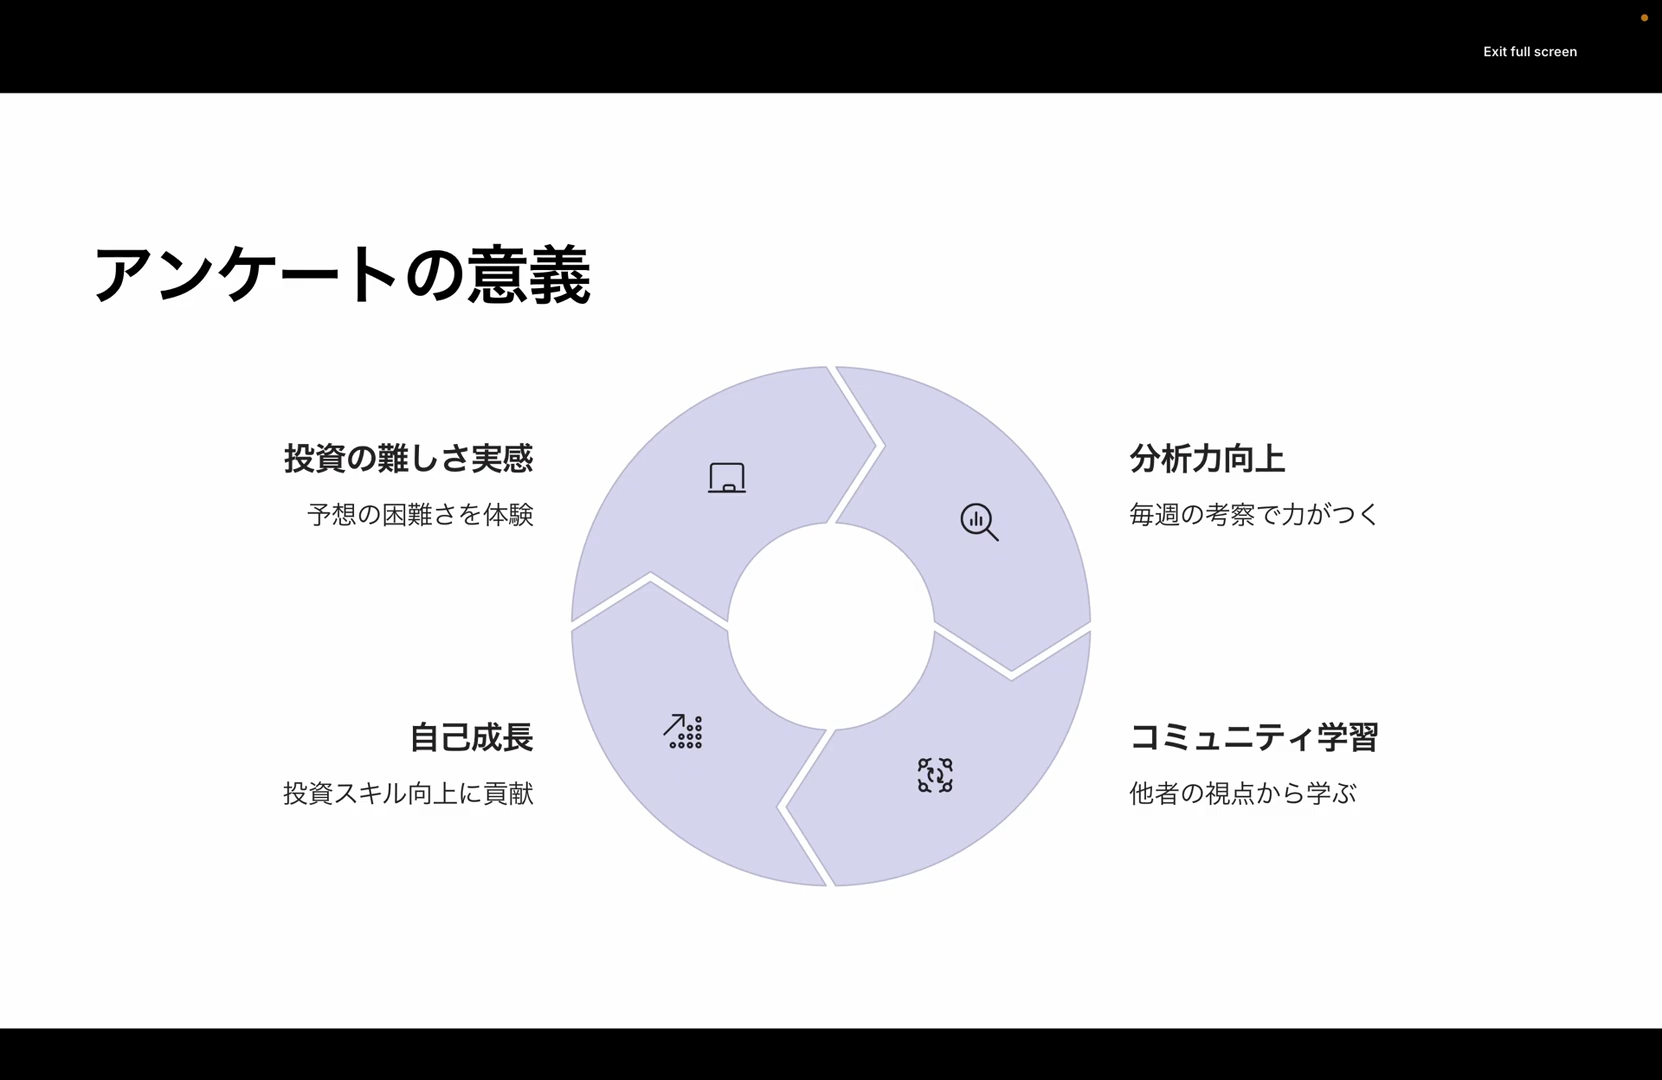 Exit full screen
アンケートの意義
投資の難しさ実感
予想の困難さを体験
分析力向上
毎週の考察で力がつく
自己成長
投資スキル向上に貢献
コミュニティ学習
他者の視点から学ぶ